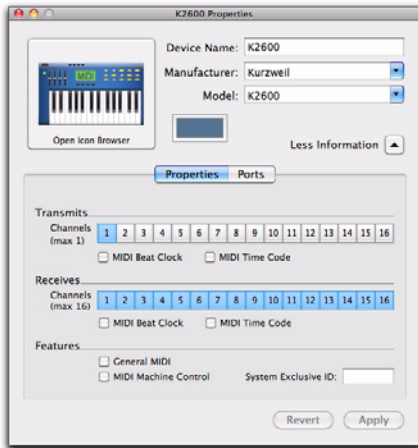 K2600 Properties
Device Name: K2600
Manufacturer: Kurzweil
Model: K2600
MIDI
Open Icon Browser
Less Information
Properties Ports
Transmits
Channels (max 1) 1 2 3 4 5 6 7 8 9 10 11 12 13 14 15 16
MIDI Beat Clock MIDI Time Code
Receives
Channels (max 16) 1 2 3 4 5 6 7 8 9 10 11 12 13 14 15 16
MIDI Beat Clock MIDI Time Code
Features
General MIDI
MIDI Machine Control System Exclusive ID:
Revert Apply